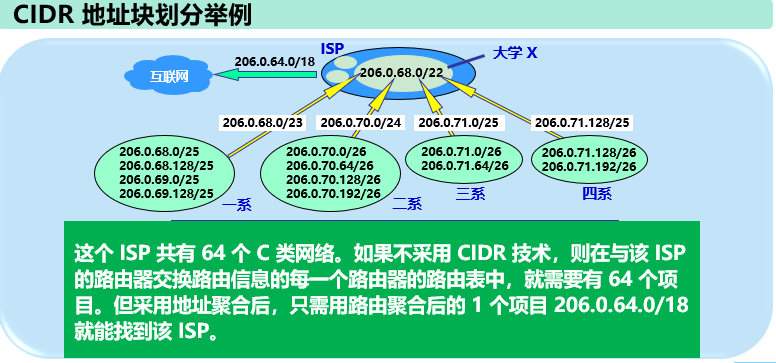 CIDR 地址块划分举例
ISP
大学 X
206.0.64.0/18
互联网
206.0.68.0/22
206.0.68.0/23
206.0.70.0/24
206.0.71.0/25
206.0.71.128/25
206.0.68.0/25
206.0.68.128/25
206.0.69.0/25
206.0.69.128/25
一系
206.0.70.0/26
206.0.70.64/26
206.0.70.128/26
206.0.70.192/26
二系
206.0.71.0/26
206.0.71.64/26
三系
206.0.71.128/26
206.0.71.192/26
四系
这个 ISP 共有 64 个 C 类网络。如果不采用 CIDR 技术，则在与该 ISP
的路由器交换路由信息的每一个路由器的路由表中，就需要有 64 个项
目。但采用地址聚合后，只需用路由聚合后的 1 个项目 206.0.64.0/18
就能找到该 ISP。